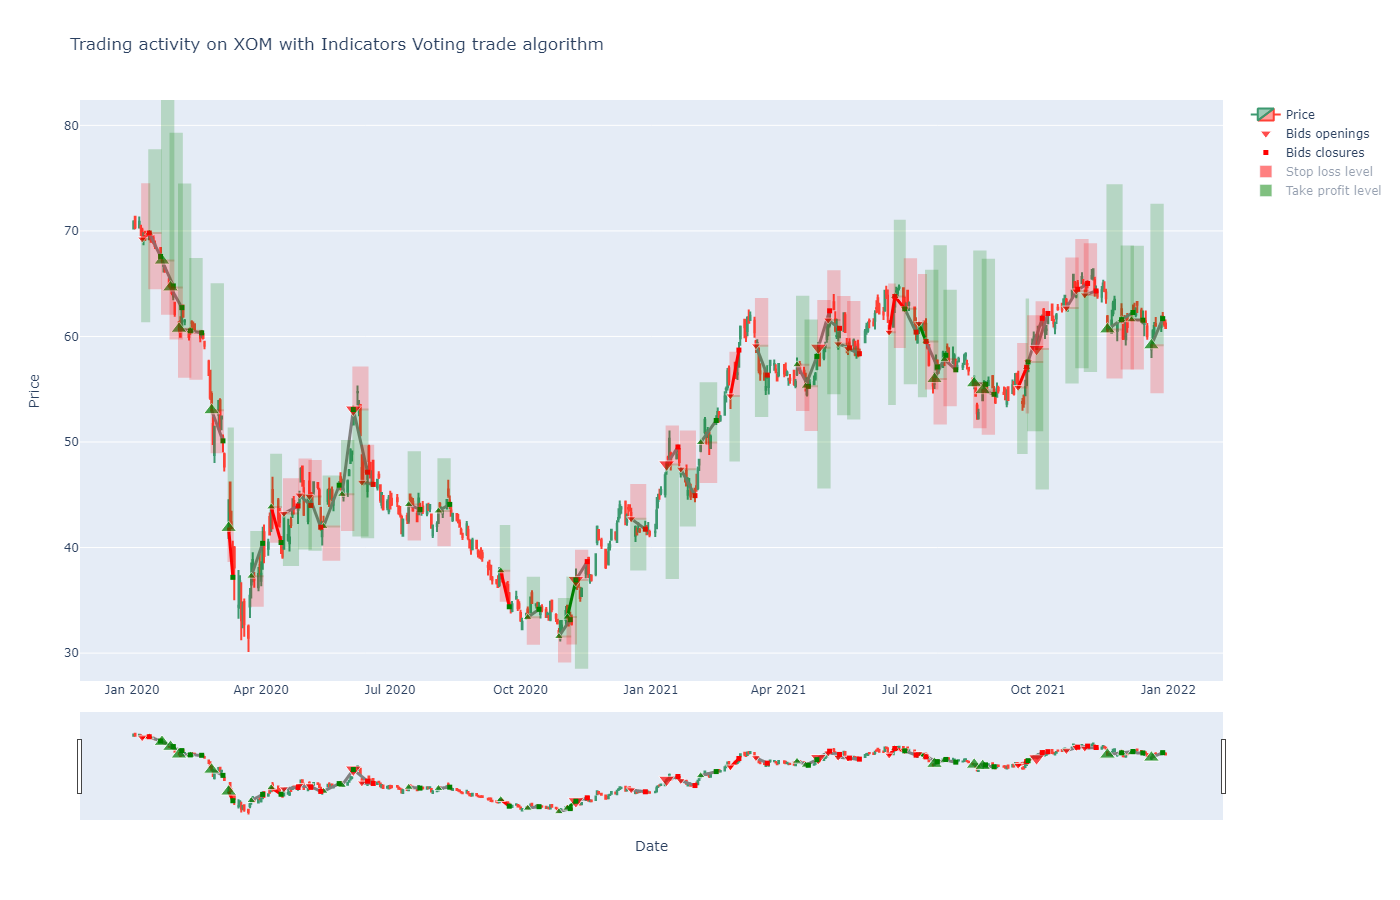 Trading activity on XOM with Indicators Voting trade algorithm
Price
Bids openings
Bids closures
Stop loss level
Take profit level
80
70
60
50
40
30
Price
Jan 2020
Apr 2020
Jul 2020
Oct 2020
Jan 2021
Apr 2021
Jul 2021
Oct 2021
Jan 2022
Date